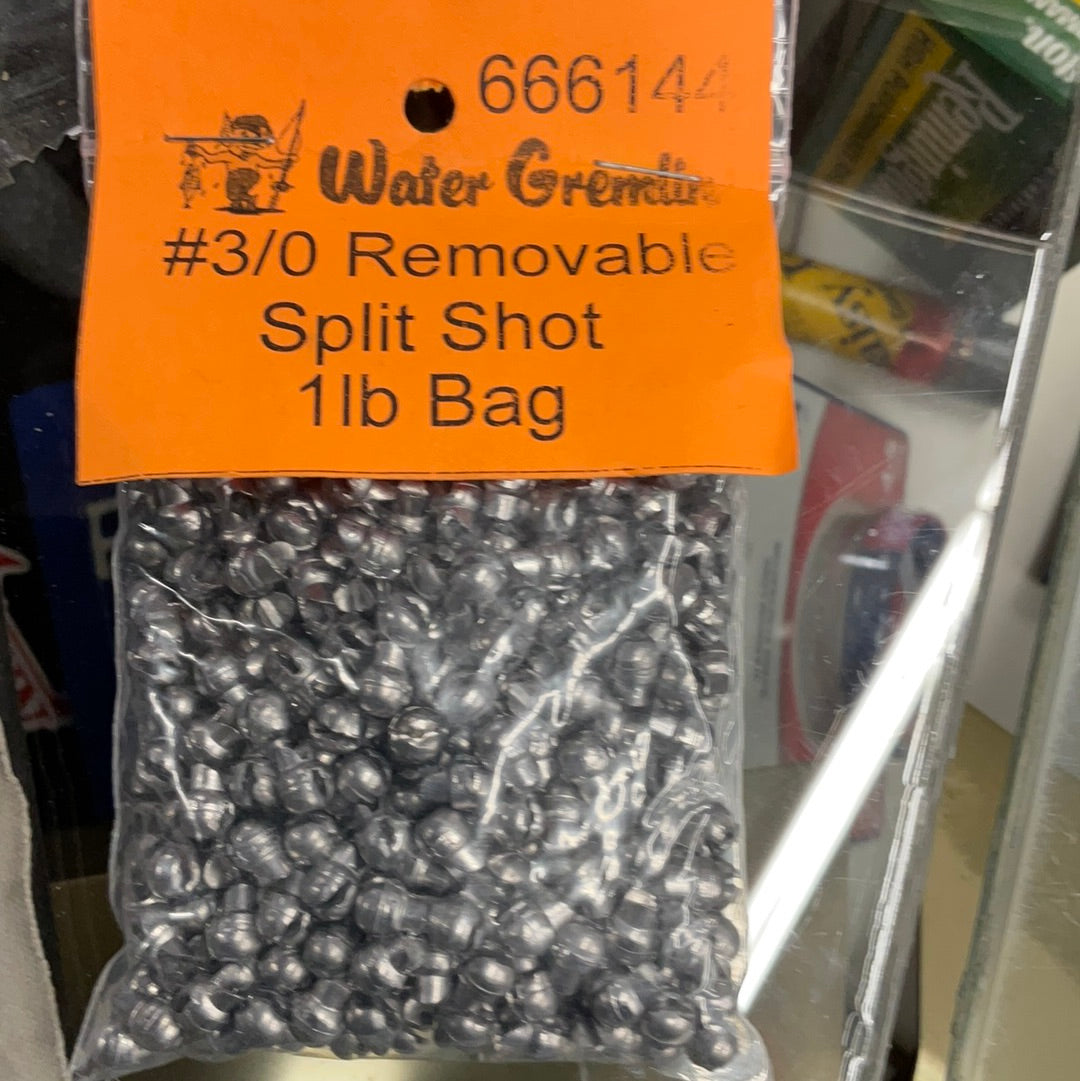 666144
Water Gremlin
#3/0 Removable
Split Shot
1lb Bag